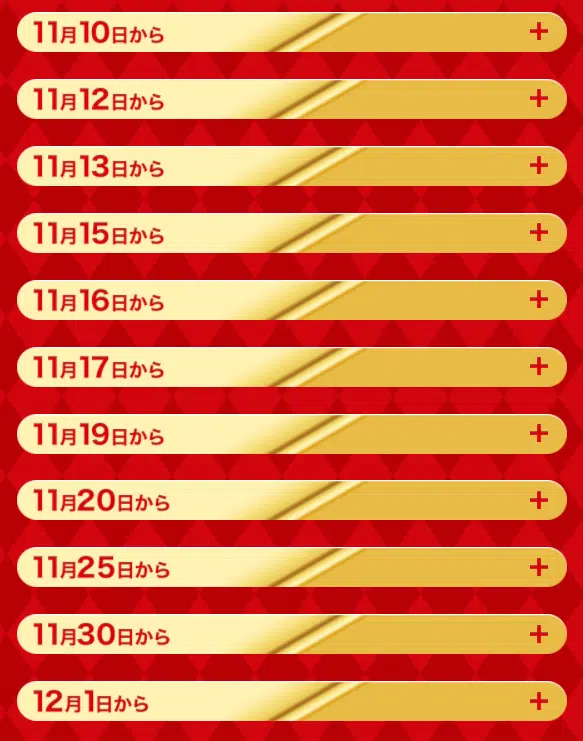 11月10日から +
11月12日から +
11月13日から +
11月15日から +
11月16日から +
11月17日から +
11月19日から +
11月20日から +
11月25日から +
11月30日から +
12月1日から +